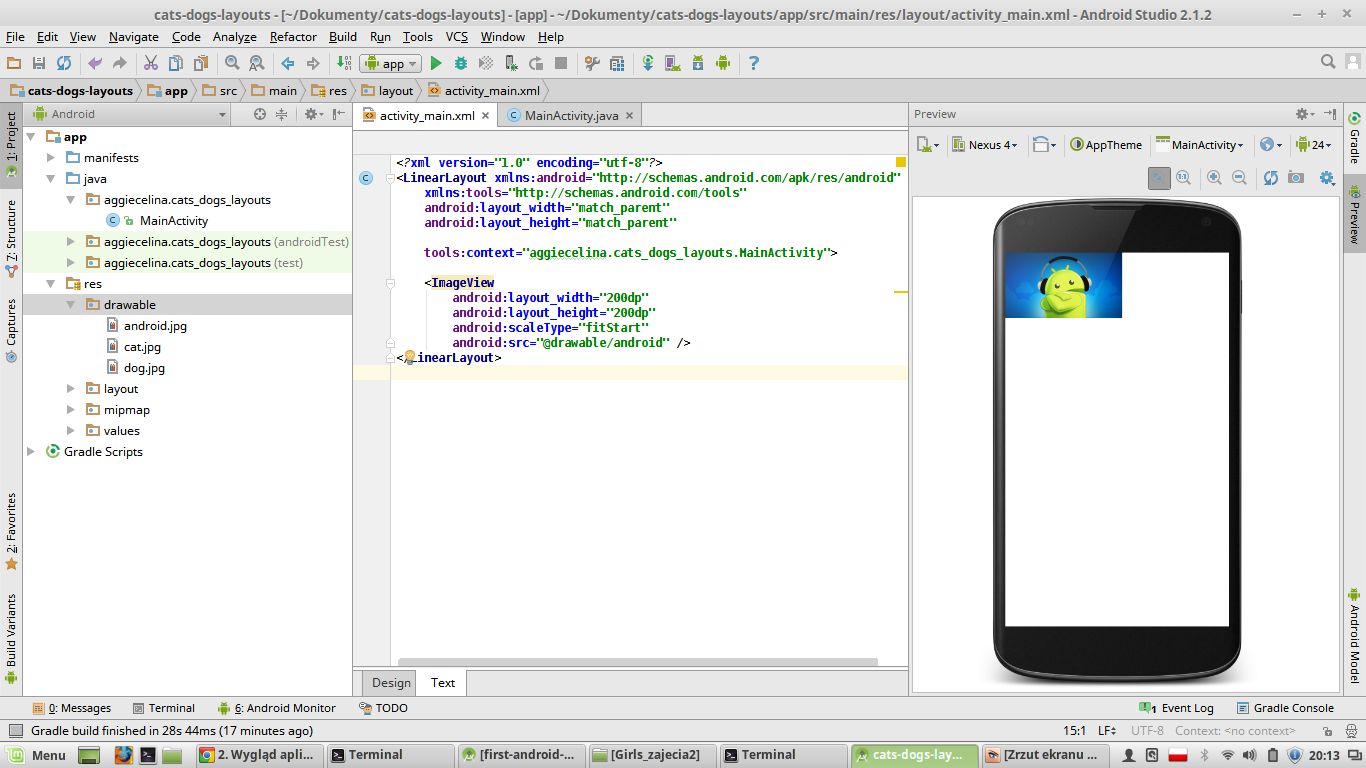 cats-dogs-layouts - [~/Dokumenty/cats-dogs-layouts] - [app] - ~/Dokumenty/cats-dogs-layouts/app/src/main/res/layout/activity_main.xml - Android Studio 2.1.2
File Edit View Navigate Code Analyze Refactor Build Run Tools VCS Window Help
app
cats-dogs-layouts app src main res layout activity_main.xml
1: Project
7: Structure
Captures
2: Favorites
Build Variants
Android
app
manifests
java
aggiecelina.cats_dogs_layouts
MainActivity
aggiecelina.cats_dogs_layouts (androidTest)
aggiecelina.cats_dogs_layouts (test)
res
drawable
android.jpg
cat.jpg
dog.jpg
layout
mipmap
values
Gradle Scripts
activity_main.xml MainActivity.java
<?xml version="1.0" encoding="utf-8"?>
<LinearLayout xmlns:android="http://schemas.android.com/apk/res/android"
xmlns:tools="http://schemas.android.com/tools"
android:layout_width="match_parent"
android:layout_height="match_parent"
tools:context="aggiecelina.cats_dogs_layouts.MainActivity">
<ImageView
android:layout_width="200dp"
android:layout_height="200dp"
android:scaleType="fitStart"
android:src="@drawable/android" />
</LinearLayout>
Design Text
Preview
Nexus 4 AppTheme MainActivity 24
Gradle
Preview
Android Model
0: Messages Terminal 6: Android Monitor TODO 1 Event Log Gradle Console
Gradle build finished in 28s 44ms (17 minutes ago) 15:1 LF UTF-8 Context: <no context>
Menu 2. Wygląd apli... Terminal [first-android-... [Girls_zajecia2] Terminal cats-dogs-lay... [Zrzut ekranu ... 20:13